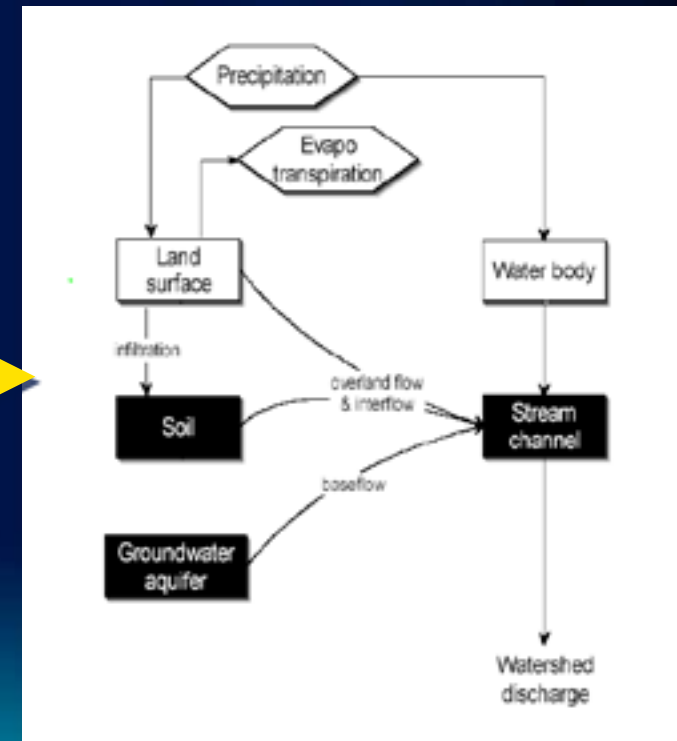 Precipitation
Evapo
transpiration
Land
surface
Water body
infiltration
overland flow
& interflow
Soil
Stream
channel
baseflow
Groundwater
aquifer
Watershed
discharge